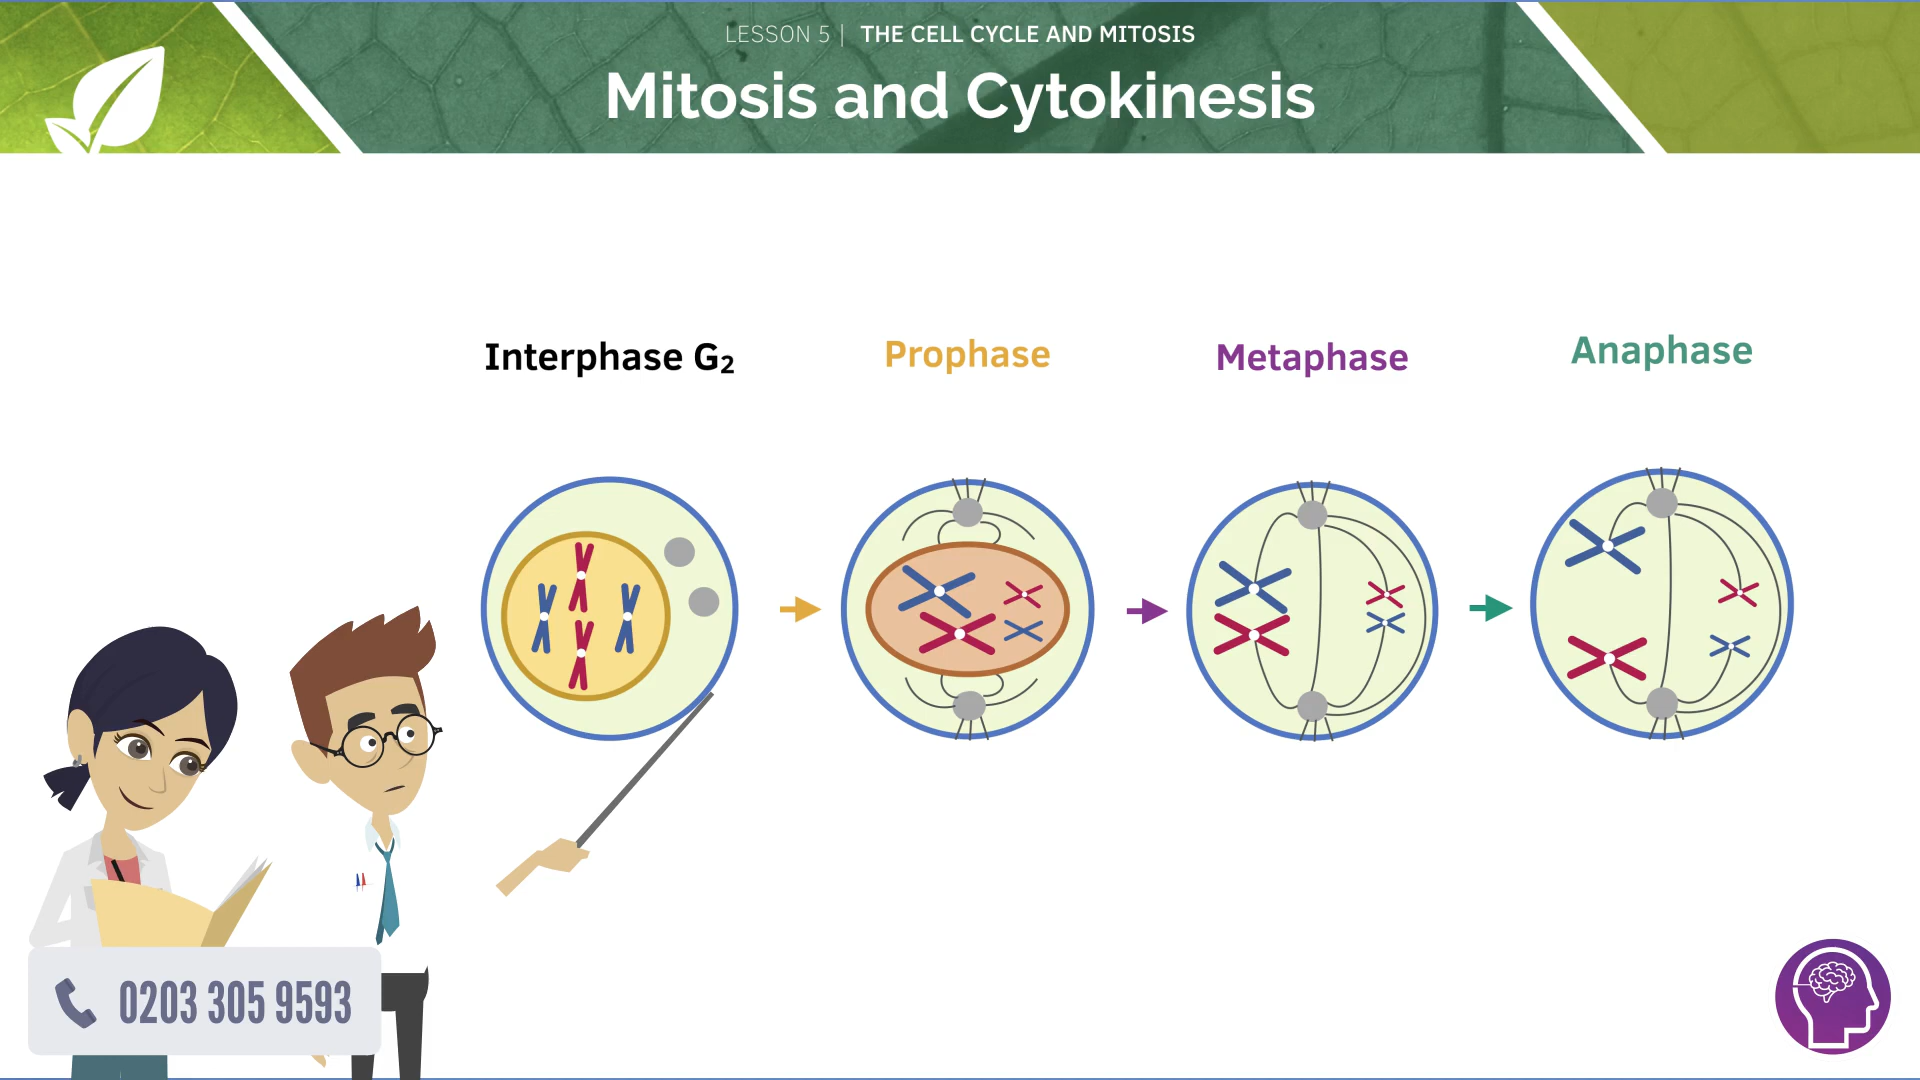 LESSON 5 | THE CELL CYCLE AND MITOSIS
Mitosis and Cytokinesis
Interphase G₂
Prophase
Metaphase
Anaphase
0203 305 9593